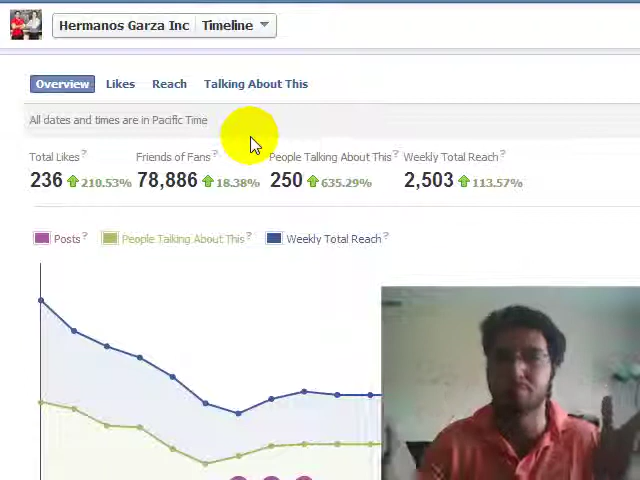 Hermanos Garza Inc Timeline
Overview Likes Reach Talking About This
All dates and times are in Pacific Time
Total Likes? Friends of Fans? People Talking About This? Weekly Total Reach?
236 210.53% 78,886 18.38% 250 635.29% 2,503 113.57%
Posts? People Talking About This? Weekly Total Reach?